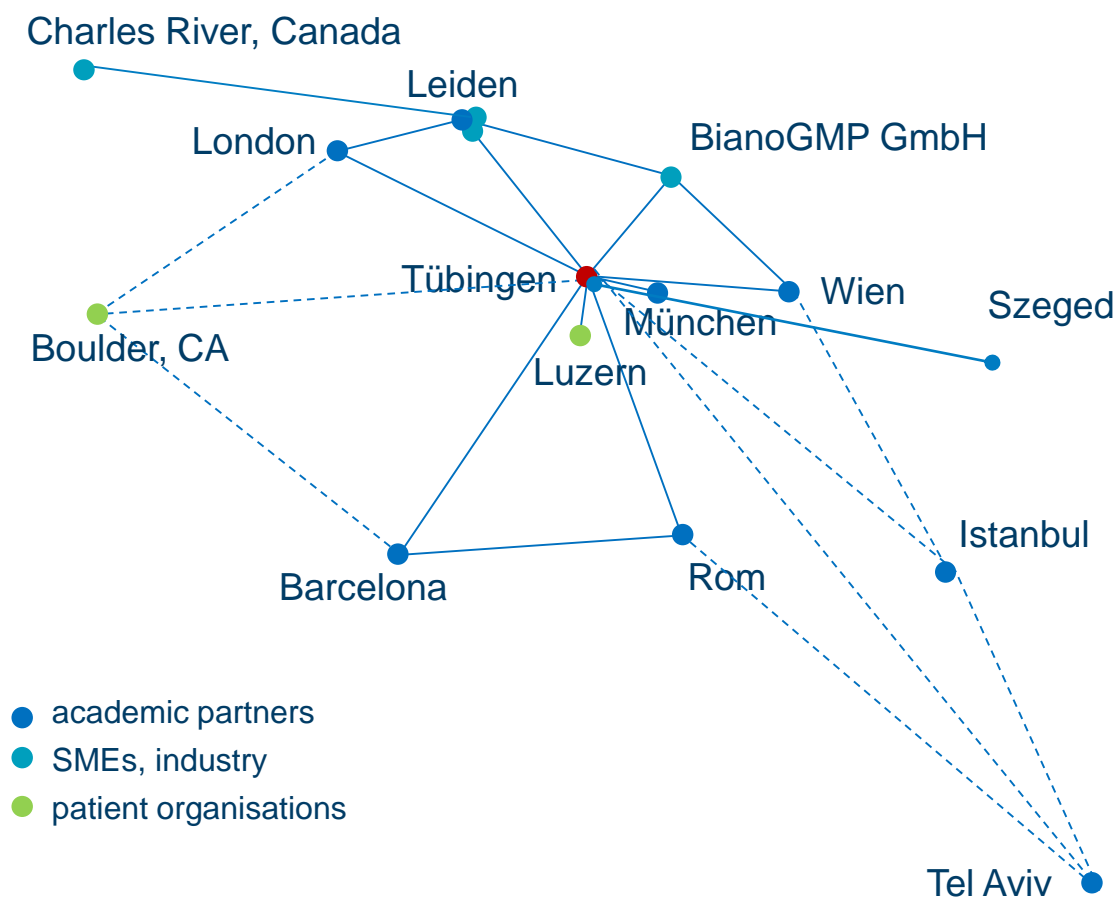 Charles River, Canada
Leiden
London
BianoGMP GmbH
Tübingen
Wien
Szeged
München
Boulder, CA
Luzern
Istanbul
Barcelona
Rom
academic partners
SMEs, industry
patient organisations
Tel Aviv